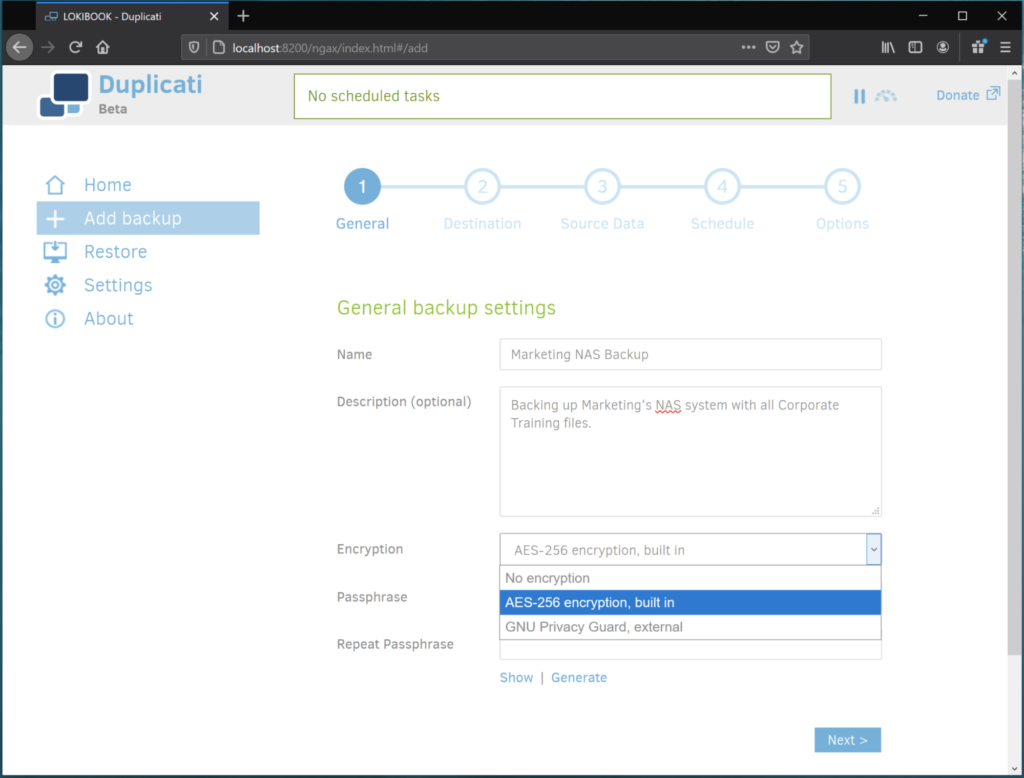 LOKIBOOK - Duplicati
localhost:8200/ngax/index.html#/add
Duplicati
Beta
No scheduled tasks
Donate
Home
Add backup
Restore
Settings
About
1 2 3 4 5
General Destination Source Data Schedule Options
General backup settings
Name Marketing NAS Backup
Description (optional) Backing up Marketing's NAS system with all Corporate
Training files.
Encryption AES-256 encryption, built in
No encryption
AES-256 encryption, built in
GNU Privacy Guard, external
Passphrase
Repeat Passphrase
Show | Generate
Next >